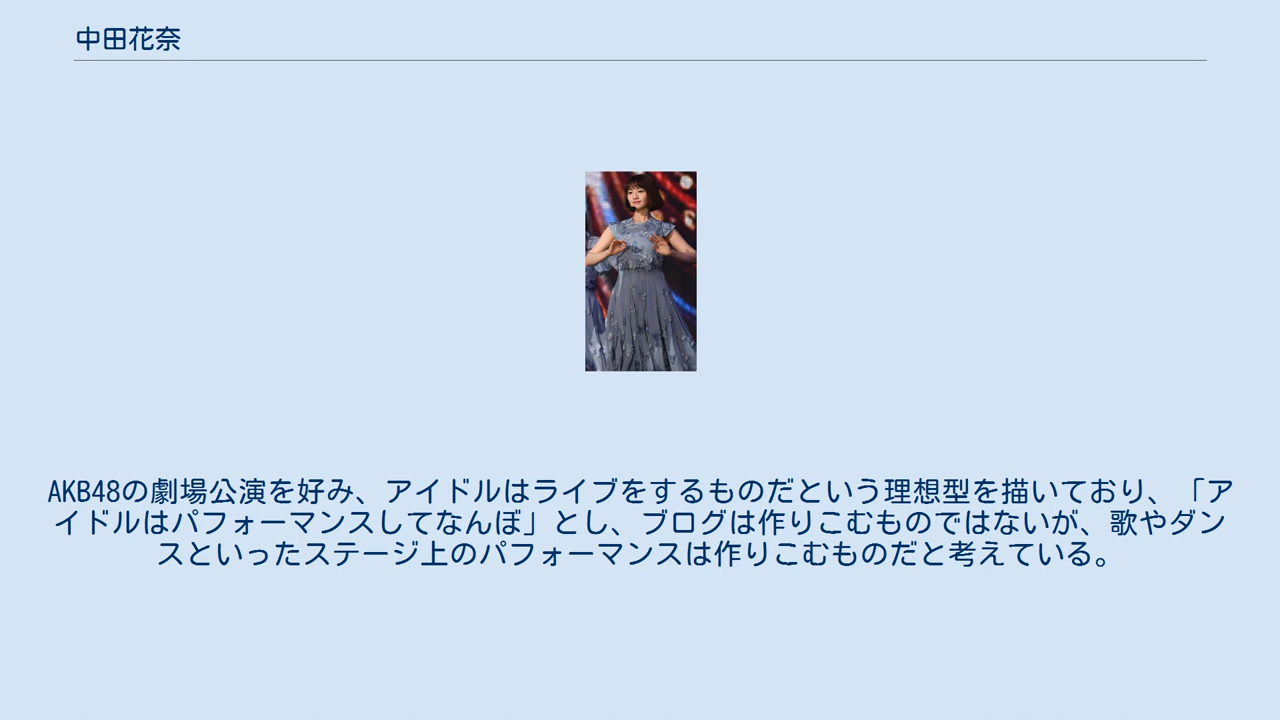 中田花奈
AKB48の劇場公演を好み、アイドルはライブをするものだという理想型を描いており、「ア
イドルはパフォーマンスしてなんぼ」とし、ブログは作りこむものではないが、歌やダン
スといったステージ上のパフォーマンスは作りこむものだと考えている。